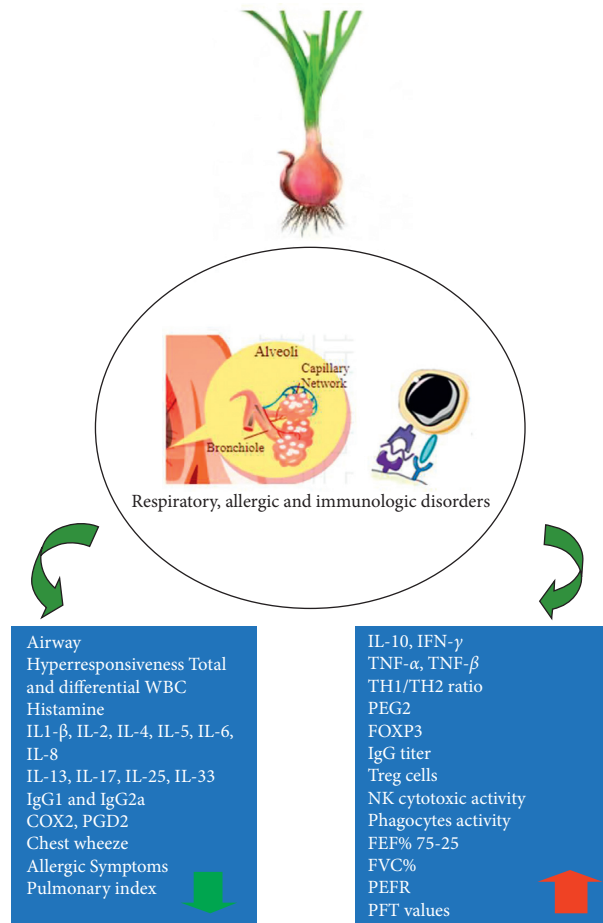 Alveoli
Capillary
Network
Bronchiole
Respiratory, allergic and immunologic disorders
Airway
Hyperresponsiveness Total
and differential WBC
Histamine
IL1-β, IL-2, IL-4, IL-5, IL-6,
IL-8
IL-13, IL-17, IL-25, IL-33
IgG1 and IgG2a
COX2, PGD2
Chest wheeze
Allergic Symptoms
Pulmonary index
IL-10, IFN-γ
TNF-α, TNF-β
TH1/TH2 ratio
PEG2
FOXP3
IgG titer
Treg cells
NK cytotoxic activity
Phagocytes activity
FEF% 75-25
FVC%
PEFR
PFT values